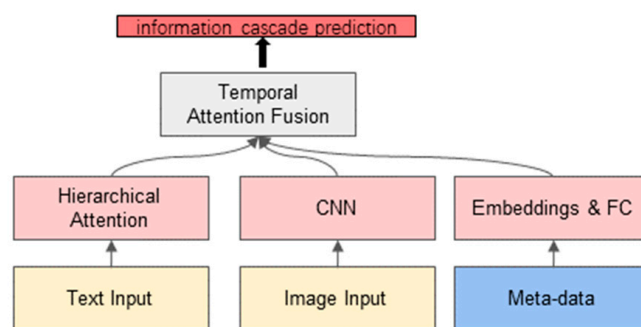 information cascade prediction
Temporal
Attention Fusion
Hierarchical
Attention
CNN
Embeddings & FC
Text Input
Image Input
Meta-data